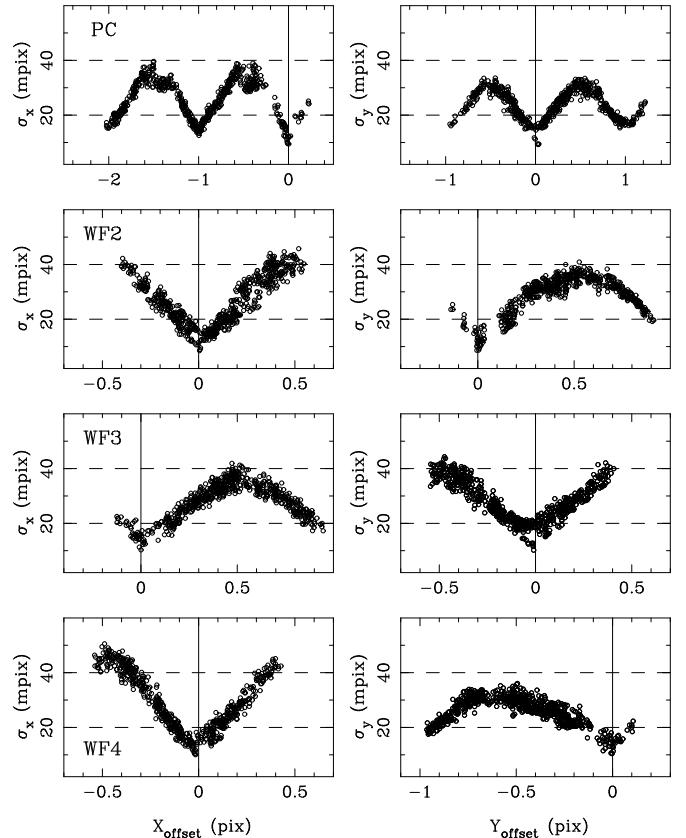 PC
σx (mpix)
20 40
−2 −1 0
σy (mpix)
20 40
−1 0 1
WF2
σx (mpix)
20 40
−0.5 0 0.5
σy (mpix)
20 40
0 0.5
WF3
σx (mpix)
20 40
0 0.5
σy (mpix)
20 40
−0.5 0 0.5
WF4
σx (mpix)
20 40
−0.5 0 0.5
Xoffset (pix)
σy (mpix)
20 40
−1 −0.5 0
Yoffset (pix)